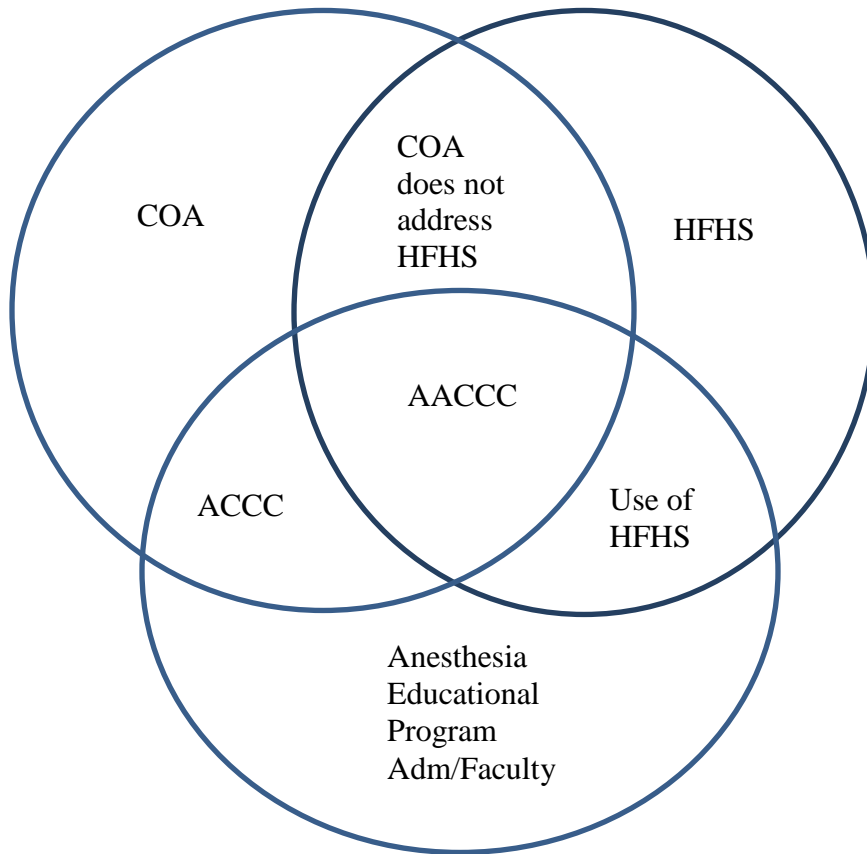 COA
does not
address
HFHS
COA
HFHS
AACCC
ACCC
Use of
HFHS
Anesthesia
Educational
Program
Adm/Faculty